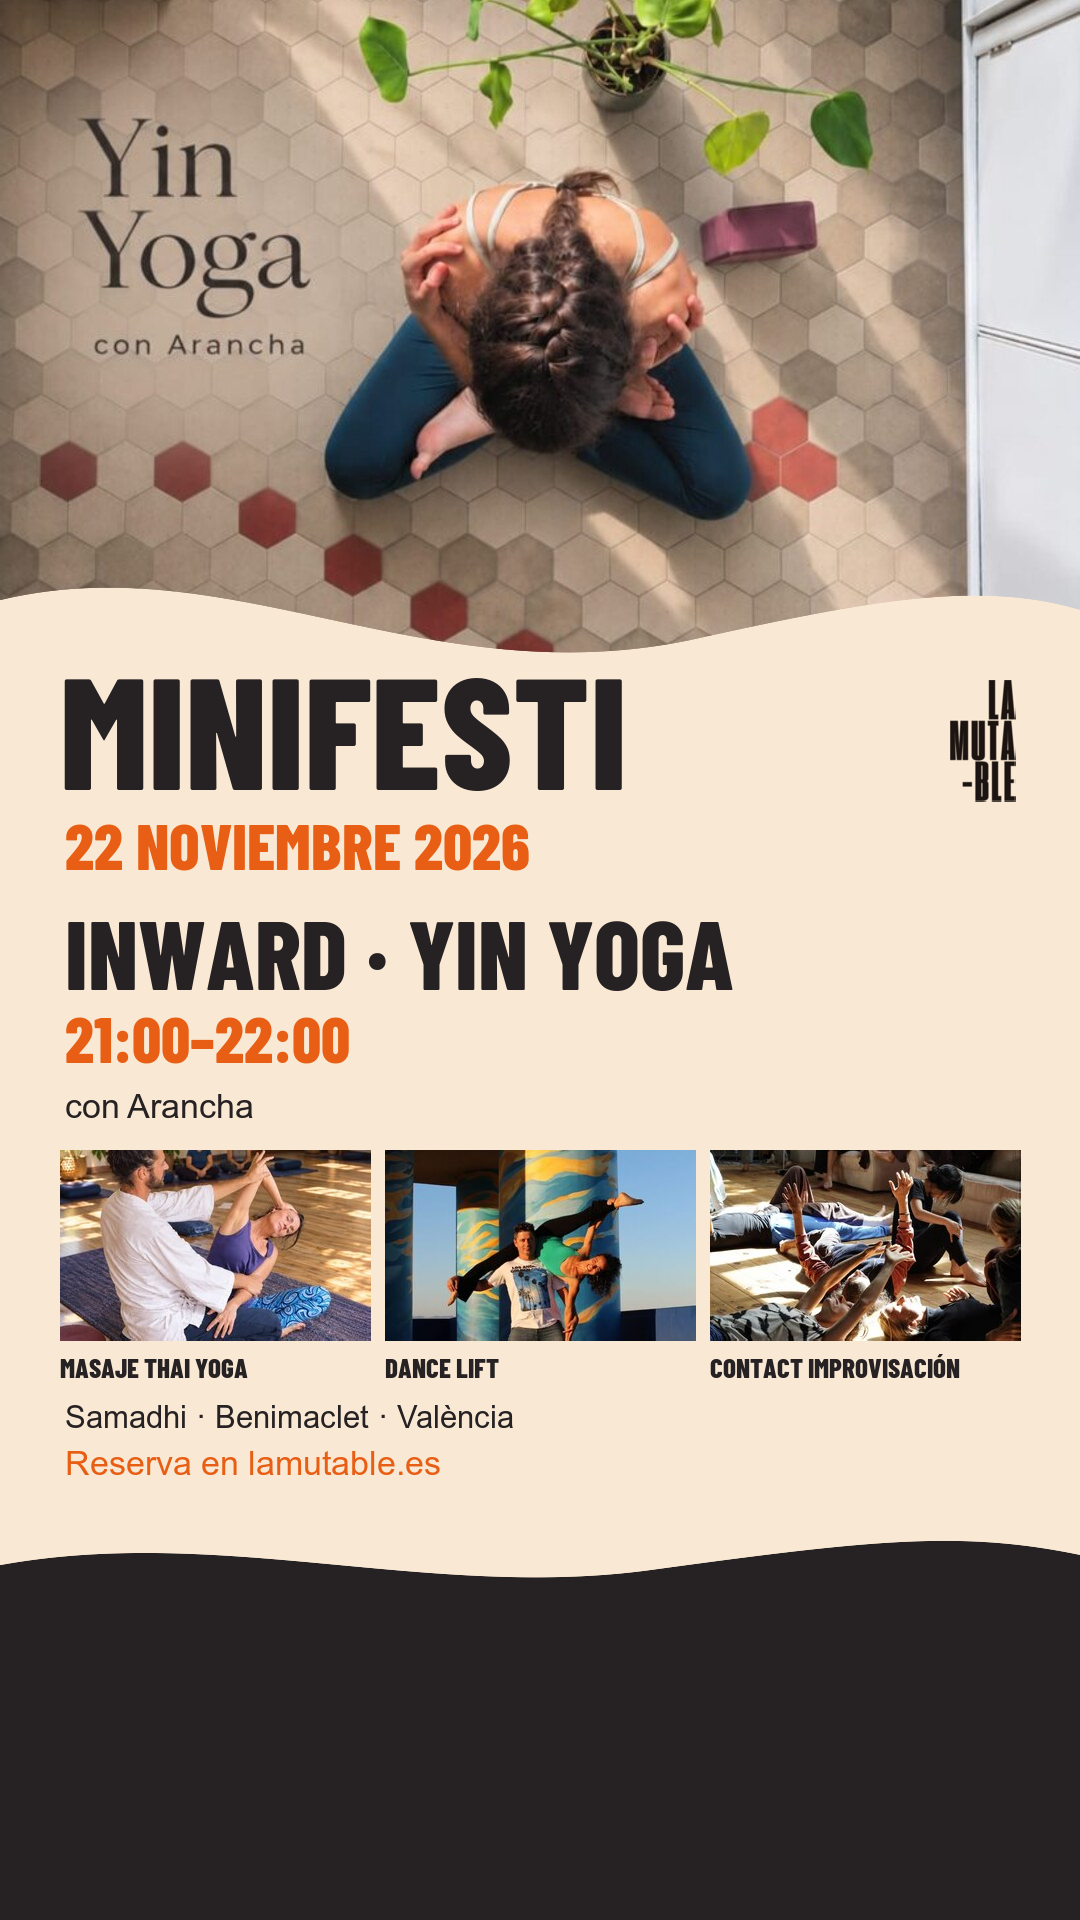 Yin
Yoga
con Arancha
MINIFESTI
LA
MUTA
-BLE
22 NOVIEMBRE 2026
INWARD · YIN YOGA
21:00–22:00
con Arancha
MASAJE THAI YOGA
DANCE LIFT
CONTACT IMPROVISACIÓN
Samadhi · Benimaclet · València
Reserva en lamutable.es